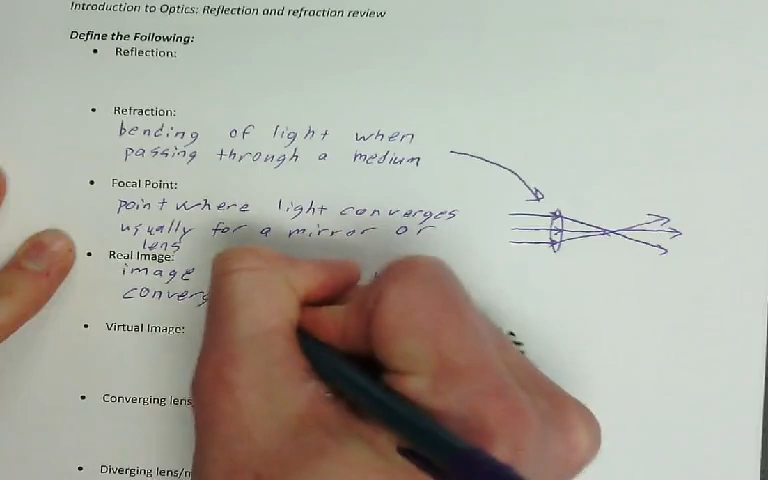 Introduction to Optics: Reflection and refraction review
Define the Following:
• Reflection:
• Refraction:
bending of light when
passing through a medium
• Focal Point:
point where light converges
usually for a mirror or
lens
• Real Image:
image
• Virtual Image:
• Converging lens
• Diverging